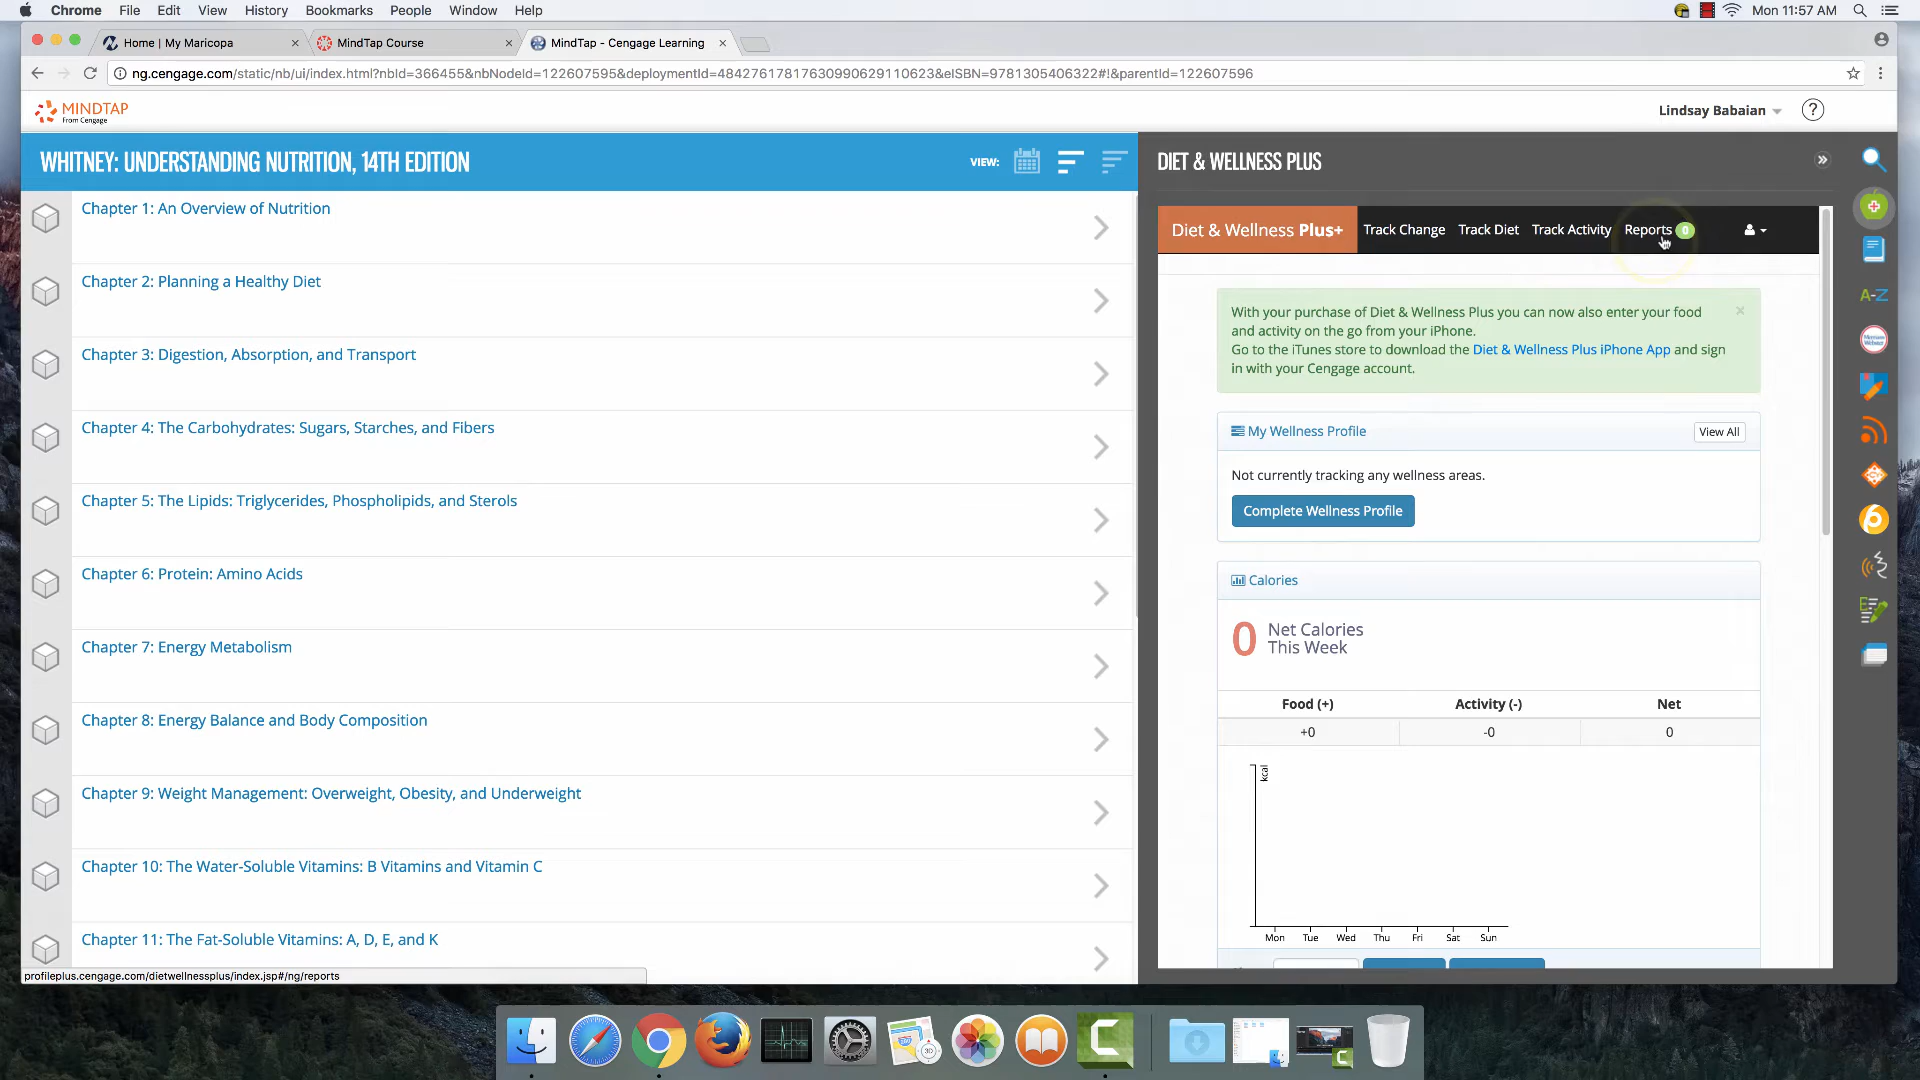 Chrome File Edit View History Bookmarks People Window Help Mon 11:57 AM
Home | My Maricopa MindTap Course MindTap - Cengage Learning
ng.cengage.com/static/nb/ui/index.html?nbId=366455&nbNodeId=122607595&deploymentId=48427617817630990629110623&eISBN=9781305406322#!&parentId=122607596
MINDTAP
From Cengage
Lindsay Babaian ?
WHITNEY: UNDERSTANDING NUTRITION, 14TH EDITION
VIEW:
Chapter 1: An Overview of Nutrition
Chapter 2: Planning a Healthy Diet
Chapter 3: Digestion, Absorption, and Transport
Chapter 4: The Carbohydrates: Sugars, Starches, and Fibers
Chapter 5: The Lipids: Triglycerides, Phospholipids, and Sterols
Chapter 6: Protein: Amino Acids
Chapter 7: Energy Metabolism
Chapter 8: Energy Balance and Body Composition
Chapter 9: Weight Management: Overweight, Obesity, and Underweight
Chapter 10: The Water-Soluble Vitamins: B Vitamins and Vitamin C
Chapter 11: The Fat-Soluble Vitamins: A, D, E, and K
profileplus.cengage.com/dietwellnessplus/index.jsp#/ng/reports
DIET & WELLNESS PLUS
Diet & Wellness Plus+ Track Change Track Diet Track Activity Reports 0
With your purchase of Diet & Wellness Plus you can now also enter your food
and activity on the go from your iPhone.
Go to the iTunes store to download the Diet & Wellness Plus iPhone App and sign
in with your Cengage account.
My Wellness Profile View All
Not currently tracking any wellness areas.
Complete Wellness Profile
Calories
0 Net Calories
This Week
Food (+) Activity (-) Net
+0 -0 0
kcal
Mon Tue Wed Thu Fri Sat Sun
A-Z